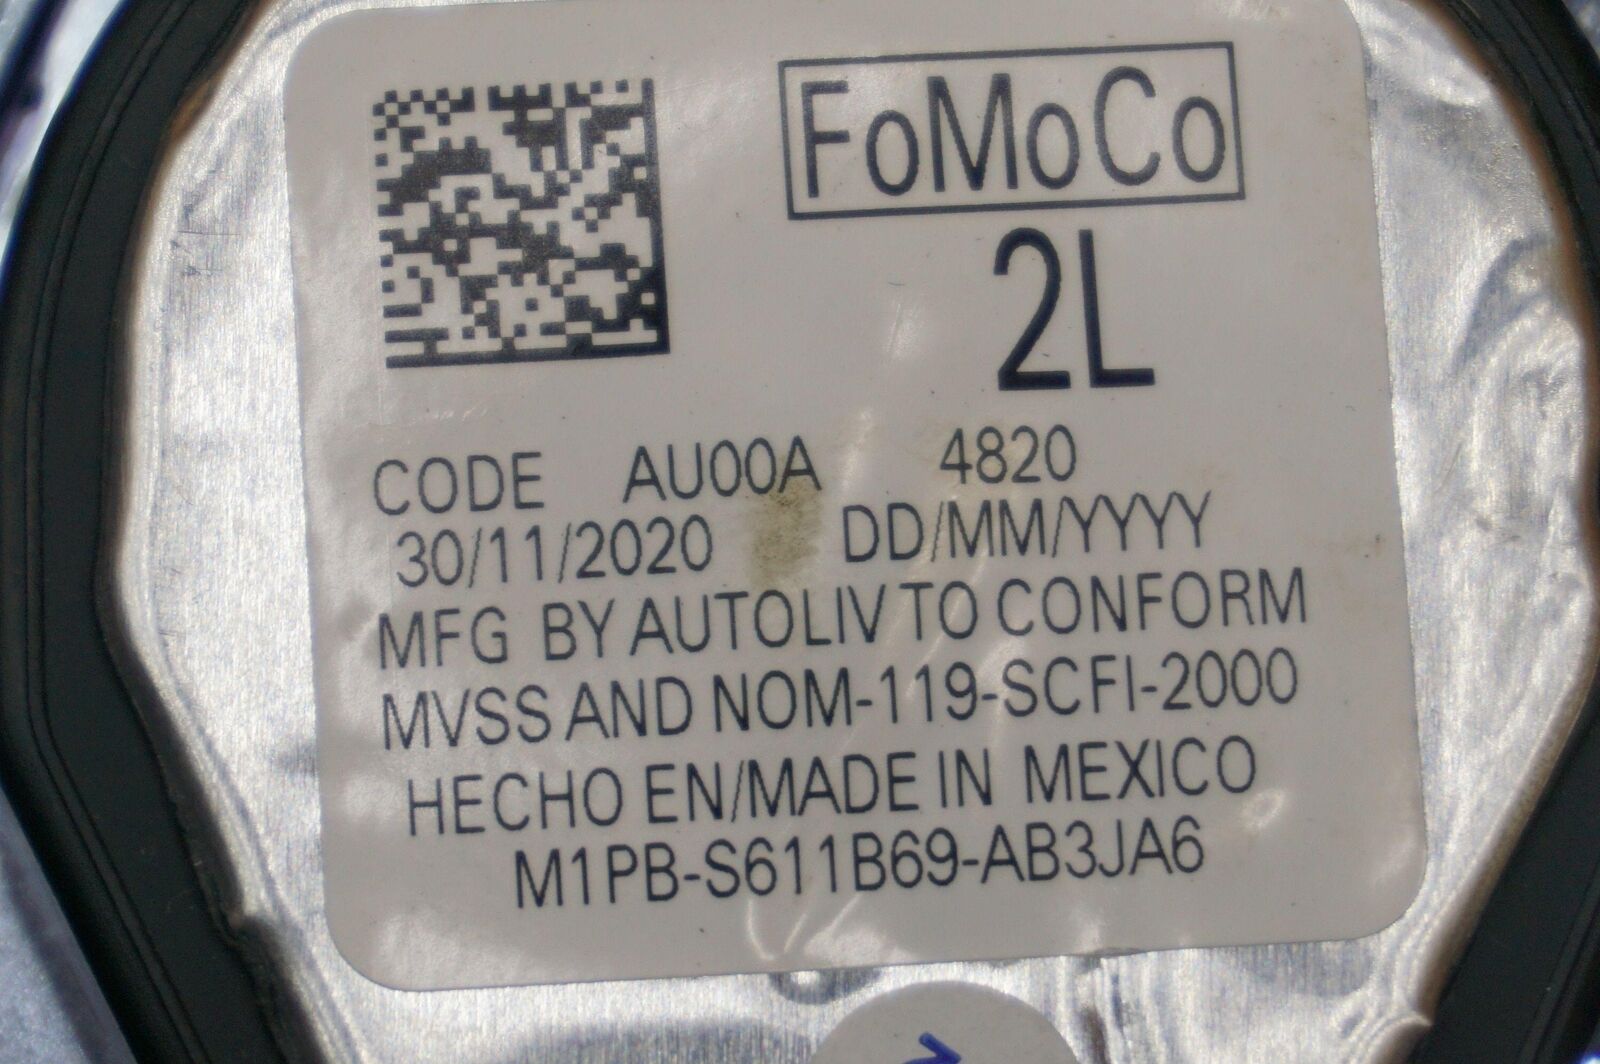 FoMoCo
2L
CODE AU00A 4820
30/11/2020 DD/MM/YYYY
MFG BY AUTOLIV TO CONFORM
MVSS AND NOM-119-SCFI-2000
HECHO EN/MADE IN MEXICO
M1PB-S611B69-AB3JA6